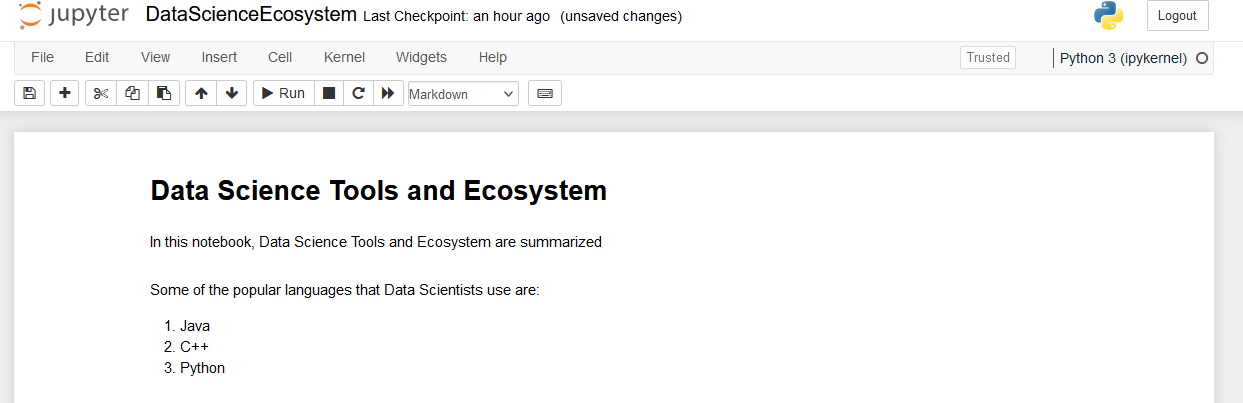 jupyter DataScienceEcosystem Last Checkpoint: an hour ago (unsaved changes) Logout
File Edit View Insert Cell Kernel Widgets Help Trusted Python 3 (ipykernel)
Run Markdown
Data Science Tools and Ecosystem
In this notebook, Data Science Tools and Ecosystem are summarized
Some of the popular languages that Data Scientists use are:
1. Java
2. C++
3. Python